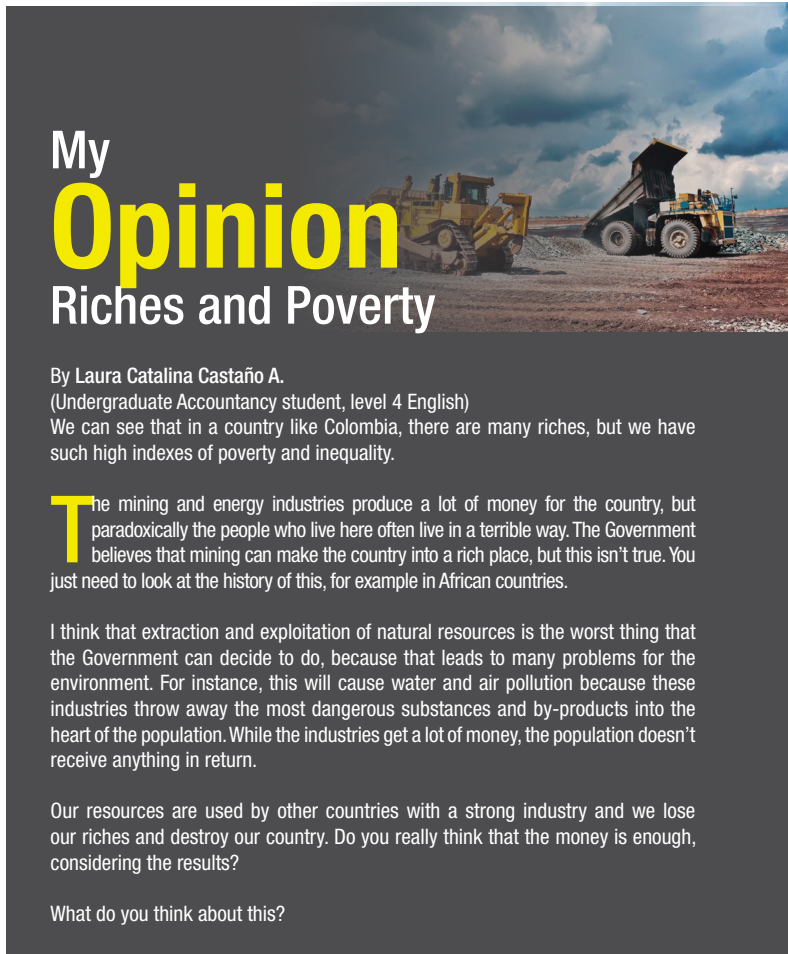 My
Opinion
Riches and Poverty
By Laura Catalina Castaño A.
(Undergraduate Accountancy student, level 4 English)
We can see that in a country like Colombia, there are many riches, but we have
such high indexes of poverty and inequality.
The mining and energy industries produce a lot of money for the country, but
paradoxically the people who live here often live in a terrible way. The Government
believes that mining can make the country into a rich place, but this isn't true. You
just need to look at the history of this, for example in African countries.
I think that extraction and exploitation of natural resources is the worst thing that
the Government can decide to do, because that leads to many problems for the
environment. For instance, this will cause water and air pollution because these
industries throw away the most dangerous substances and by-products into the
heart of the population. While the industries get a lot of money, the population doesn't
receive anything in return.
Our resources are used by other countries with a strong industry and we lose
our riches and destroy our country. Do you really think that the money is enough,
considering the results?
What do you think about this?